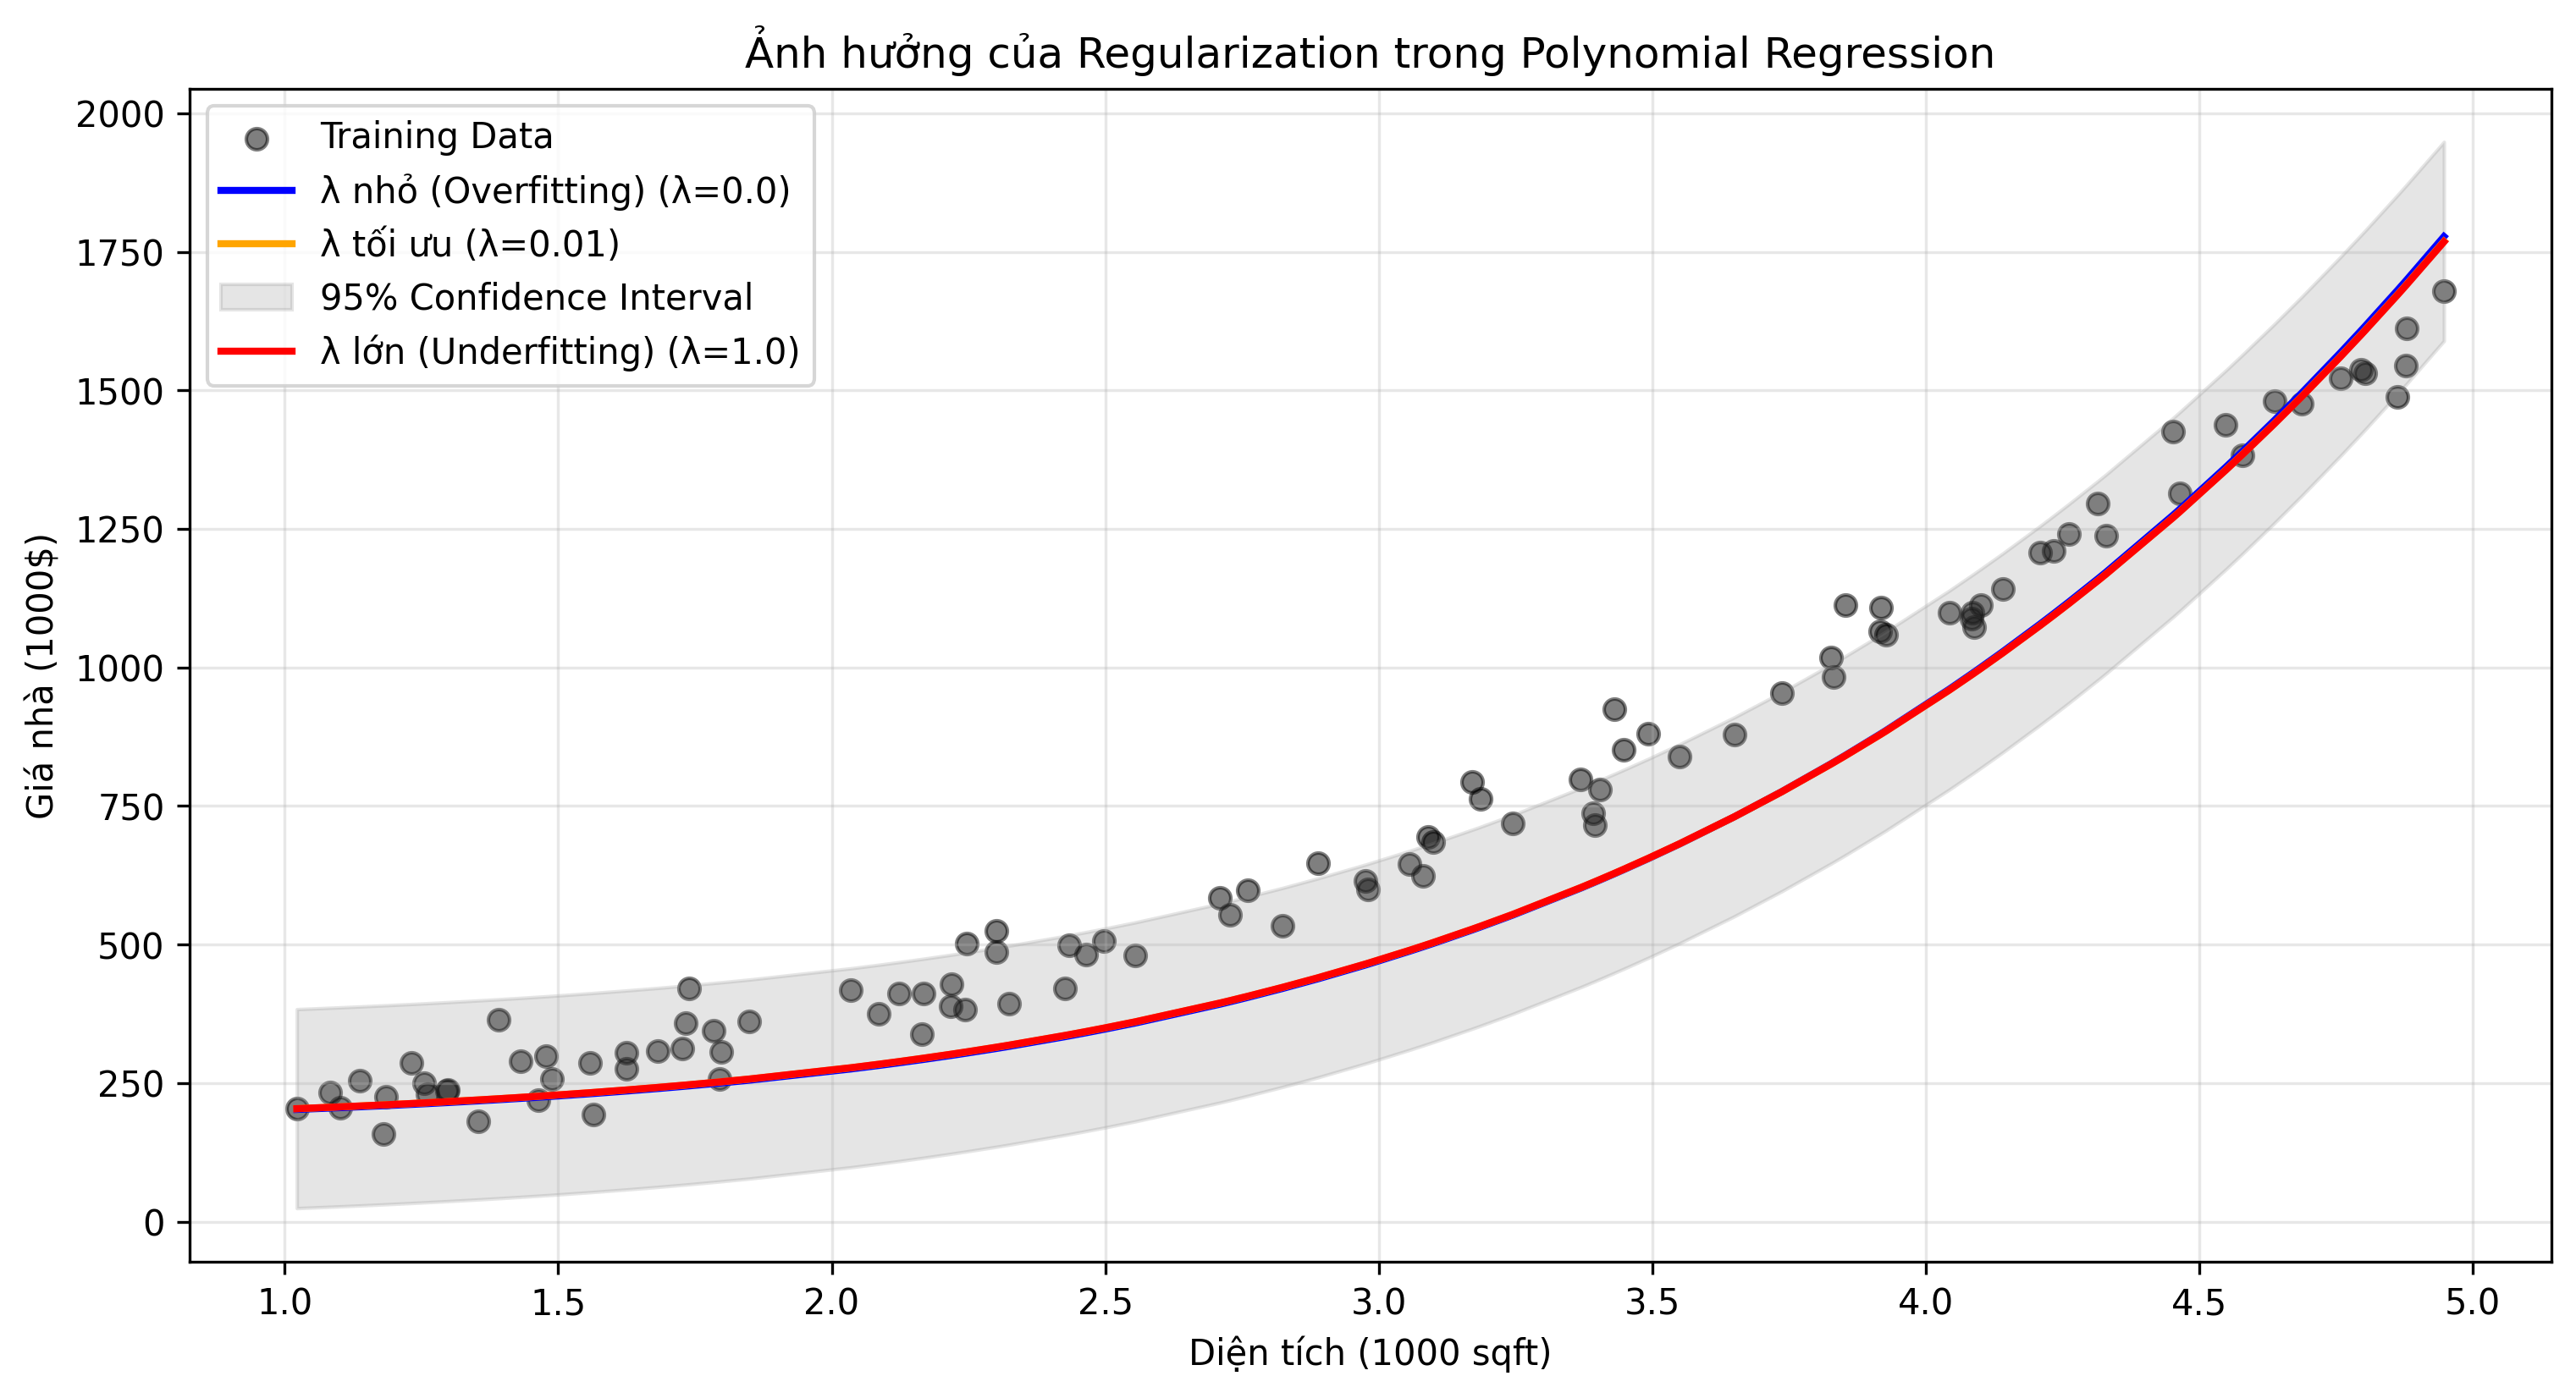 Ảnh hưởng của Regularization trong Polynomial Regression
Training Data
λ nhỏ (Overfitting) (λ=0.0)
λ tối ưu (λ=0.01)
95% Confidence Interval
λ lớn (Underfitting) (λ=1.0)
Giá nhà (1000$)
2000
1750
1500
1250
1000
750
500
250
0
1.0 1.5 2.0 2.5 3.0 3.5 4.0 4.5 5.0
Diện tích (1000 sqft)